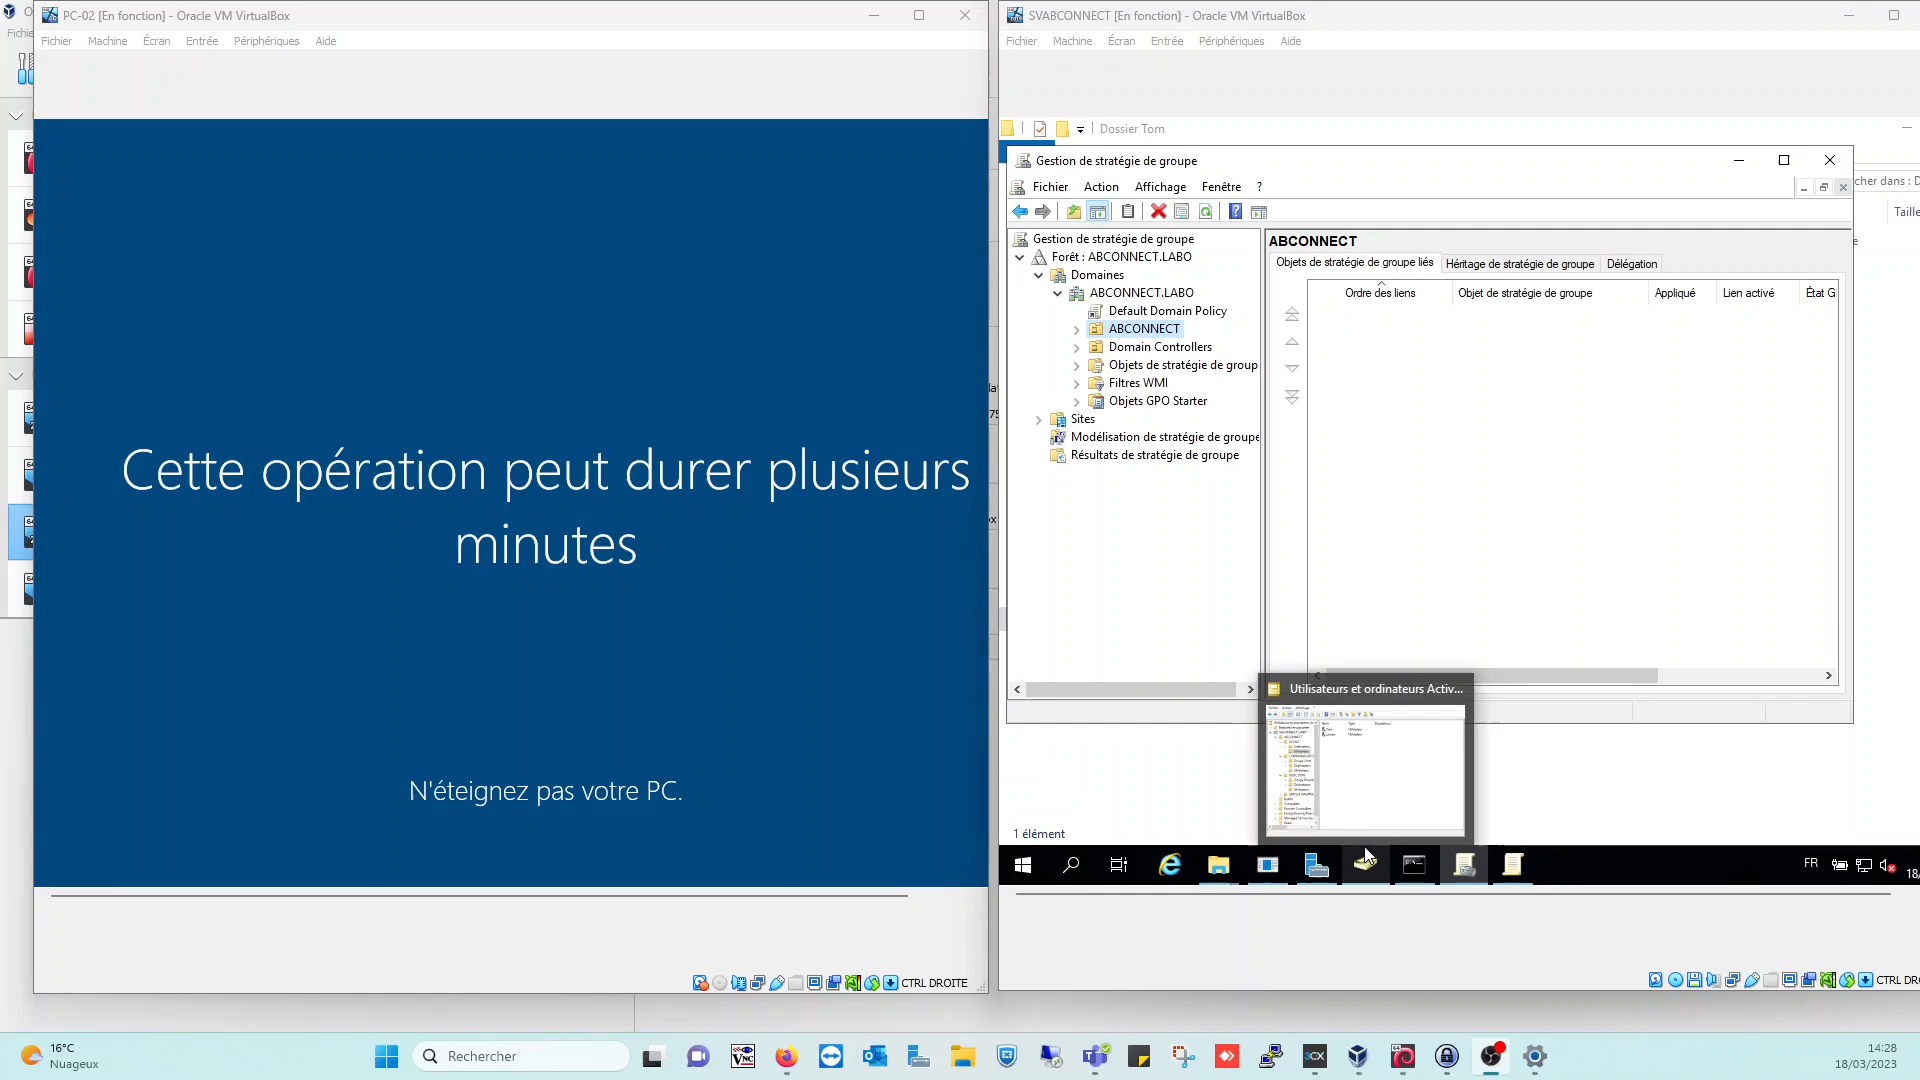 PC-02 [En fonction] - Oracle VM VirtualBox
Fichier Machine Écran Entrée Périphériques Aide
Cette opération peut durer plusieurs
minutes
N'éteignez pas votre PC.
CTRL DROITE
SVABCONNECT [En fonction] - Oracle VM VirtualBox
Fichier Machine Écran Entrée Périphériques Aide
Dossier Tom
Gestion de stratégie de groupe
Fichier Action Affichage Fenêtre ?
cher dans : D
Taille
Gestion de stratégie de groupe
Forêt : ABCONNECT.LABO
Domaines
ABCONNECT.LABO
Default Domain Policy
ABCONNECT
Domain Controllers
Objets de stratégie de group
Filtres WMI
Objets GPO Starter
Sites
Modélisation de stratégie de groupe
Résultats de stratégie de groupe
ABCONNECT
Objets de stratégie de groupe liés Héritage de stratégie de groupe Délégation
Ordre des liens Objet de stratégie de groupe Appliqué Lien activé État G
Utilisateurs et ordinateurs Activ...
1 élément
FR
18/
CTRL DRO
16°C
Nuageux
Rechercher
14:28
18/03/2023